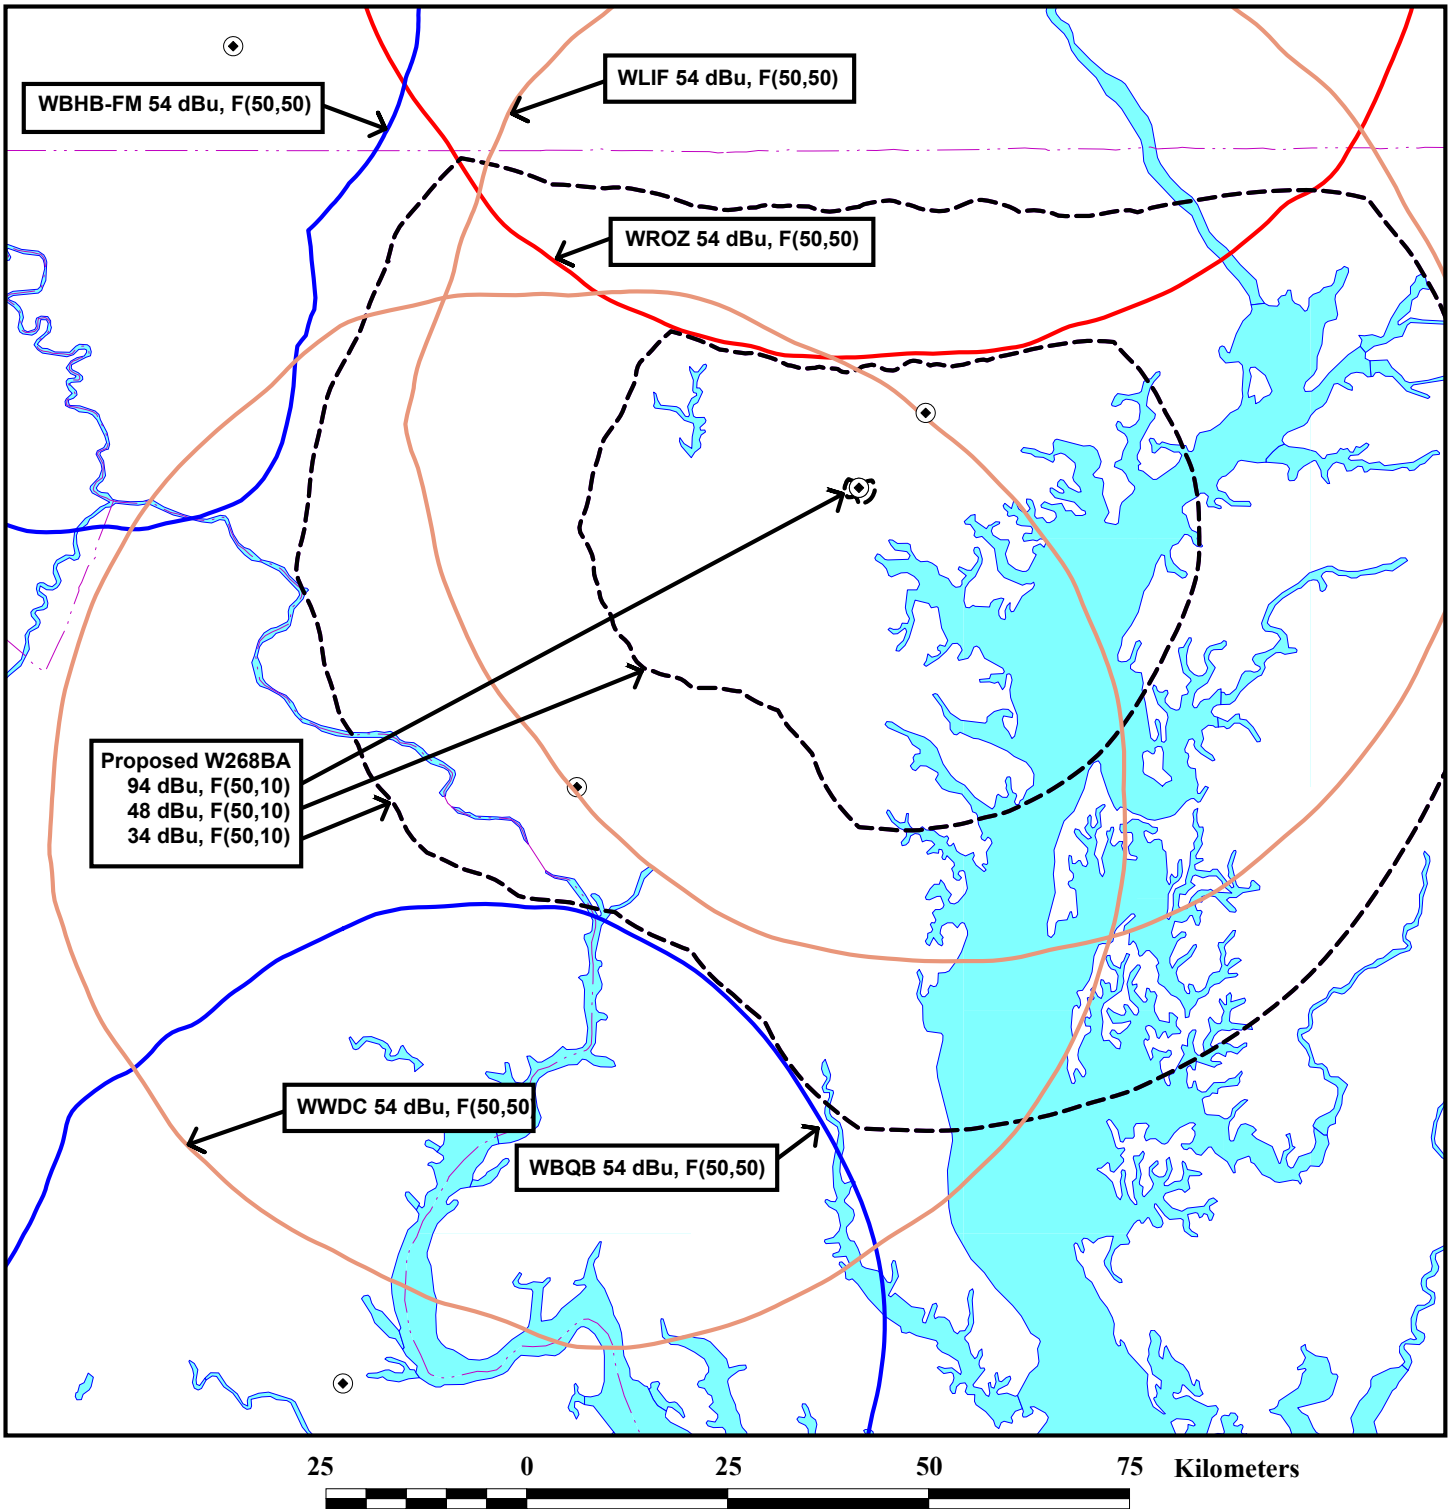 WLIF 54 dBu, F(50,50)
WBHB-FM 54 dBu, F(50,50)
WROZ 54 dBu, F(50,50)
Proposed W268BA
94 dBu, F(50,10)
48 dBu, F(50,10)
34 dBu, F(50,10)
WWDC 54 dBu, F(50,50)
WBQB 54 dBu, F(50,50)
25 0 25 50 75 Kilometers